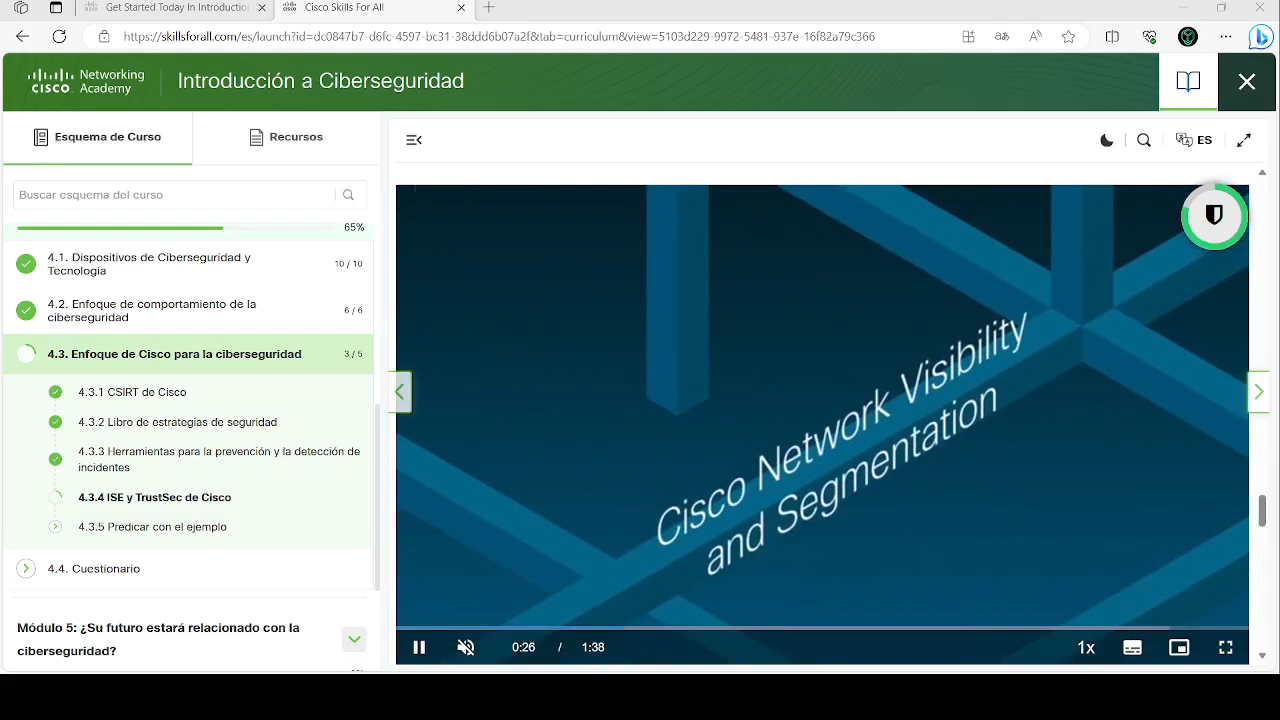 Get Started Today In Introduction
Cisco Skills For All
https://skillsforall.com/es/launch?id=dc0847b7-d6fc-4597-bc31-38ddd6b07a2f&tab=curriculum&view=5103d229-9972-5481-937e-16f82a79c366
Networking
CISCO Academy
Introducción a Ciberseguridad
Esquema de Curso
Recursos
ES
Buscar esquema del curso
65%
4.1. Dispositivos de Ciberseguridad y
Tecnología
10 / 10
4.2. Enfoque de comportamiento de la
ciberseguridad
6 / 6
4.3. Enfoque de Cisco para la ciberseguridad
3 / 5
4.3.1 CSIRT de Cisco
4.3.2 Libro de estrategias de seguridad
4.3.3 Herramientas para la prevención y la detección de
incidentes
4.3.4 ISE y TrustSec de Cisco
4.3.5 Predicar con el ejemplo
4.4. Cuestionario
Módulo 5: ¿Su futuro estará relacionado con la
ciberseguridad?
Cisco Network Visibility
and Segmentation
0:26 / 1:38
1x